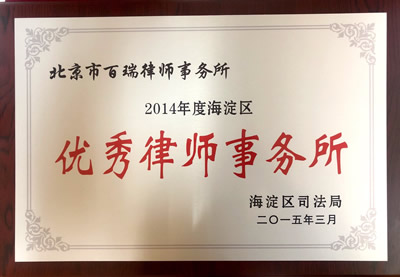 北京市百瑞律师事务所
2014年度海淀区
优秀律师事务所
海淀区司法局
二〇一五年三月